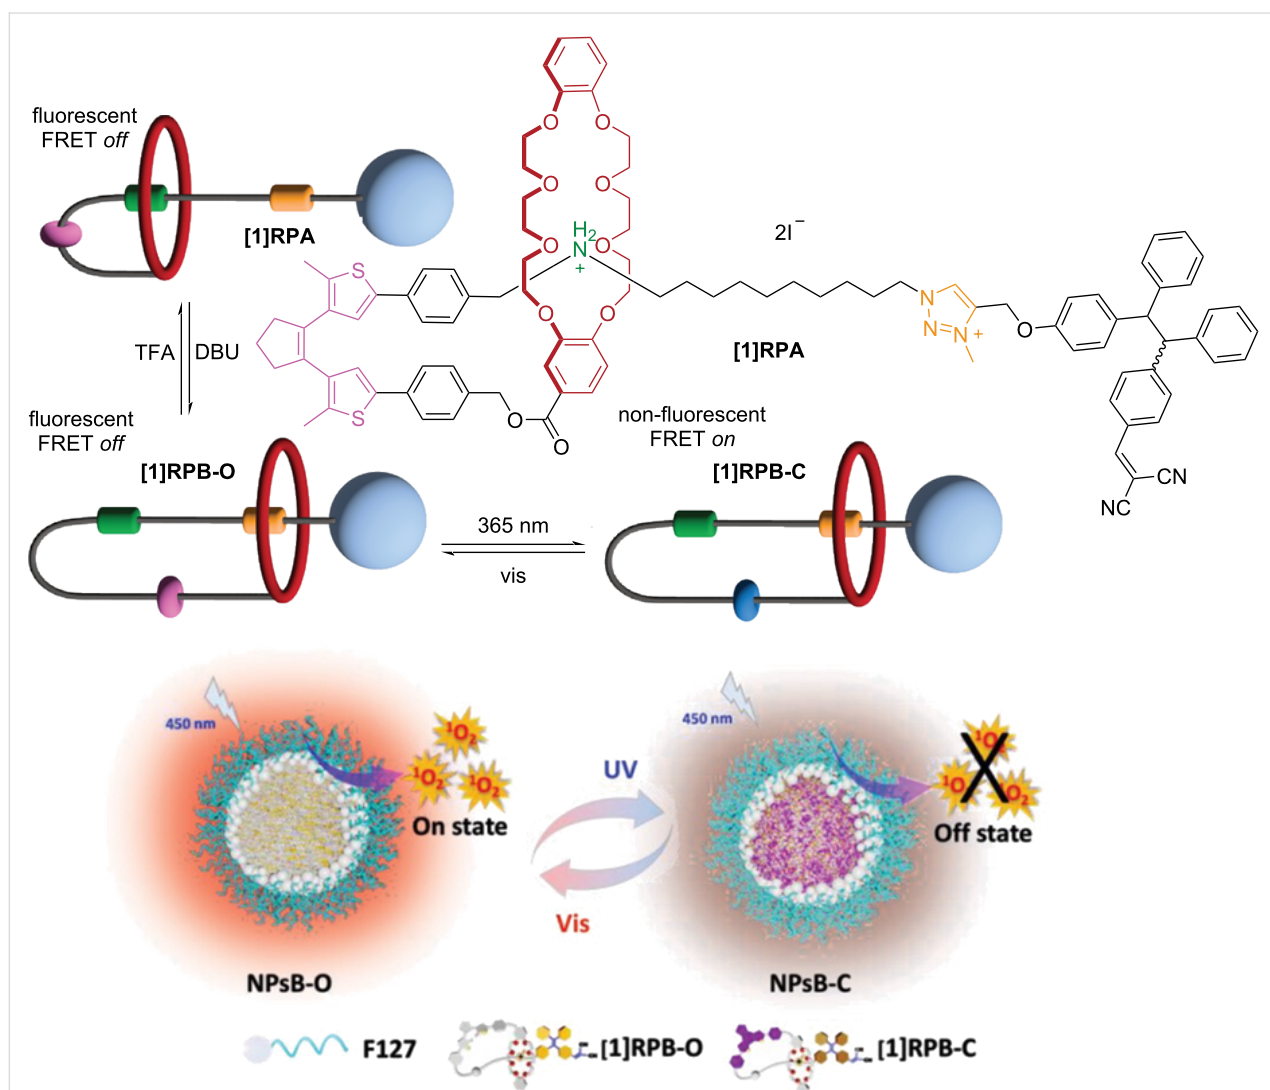 fluorescent
FRET off
[1]RPA
O
O
O
O
O
O
O
O
H2
N
+
2I−
S
S
O
O
N
N
N
+
O
[1]RPA
CN
NC
TFA
DBU
fluorescent
FRET off
[1]RPB-O
non-fluorescent
FRET on
[1]RPB-C
365 nm
vis
450 nm
1O2
1O2
1O2
On state
UV
Vis
450 nm
1O2
1O
1O2
Off state
NPsB-O
NPsB-C
F127
[1]RPB-O
[1]RPB-C